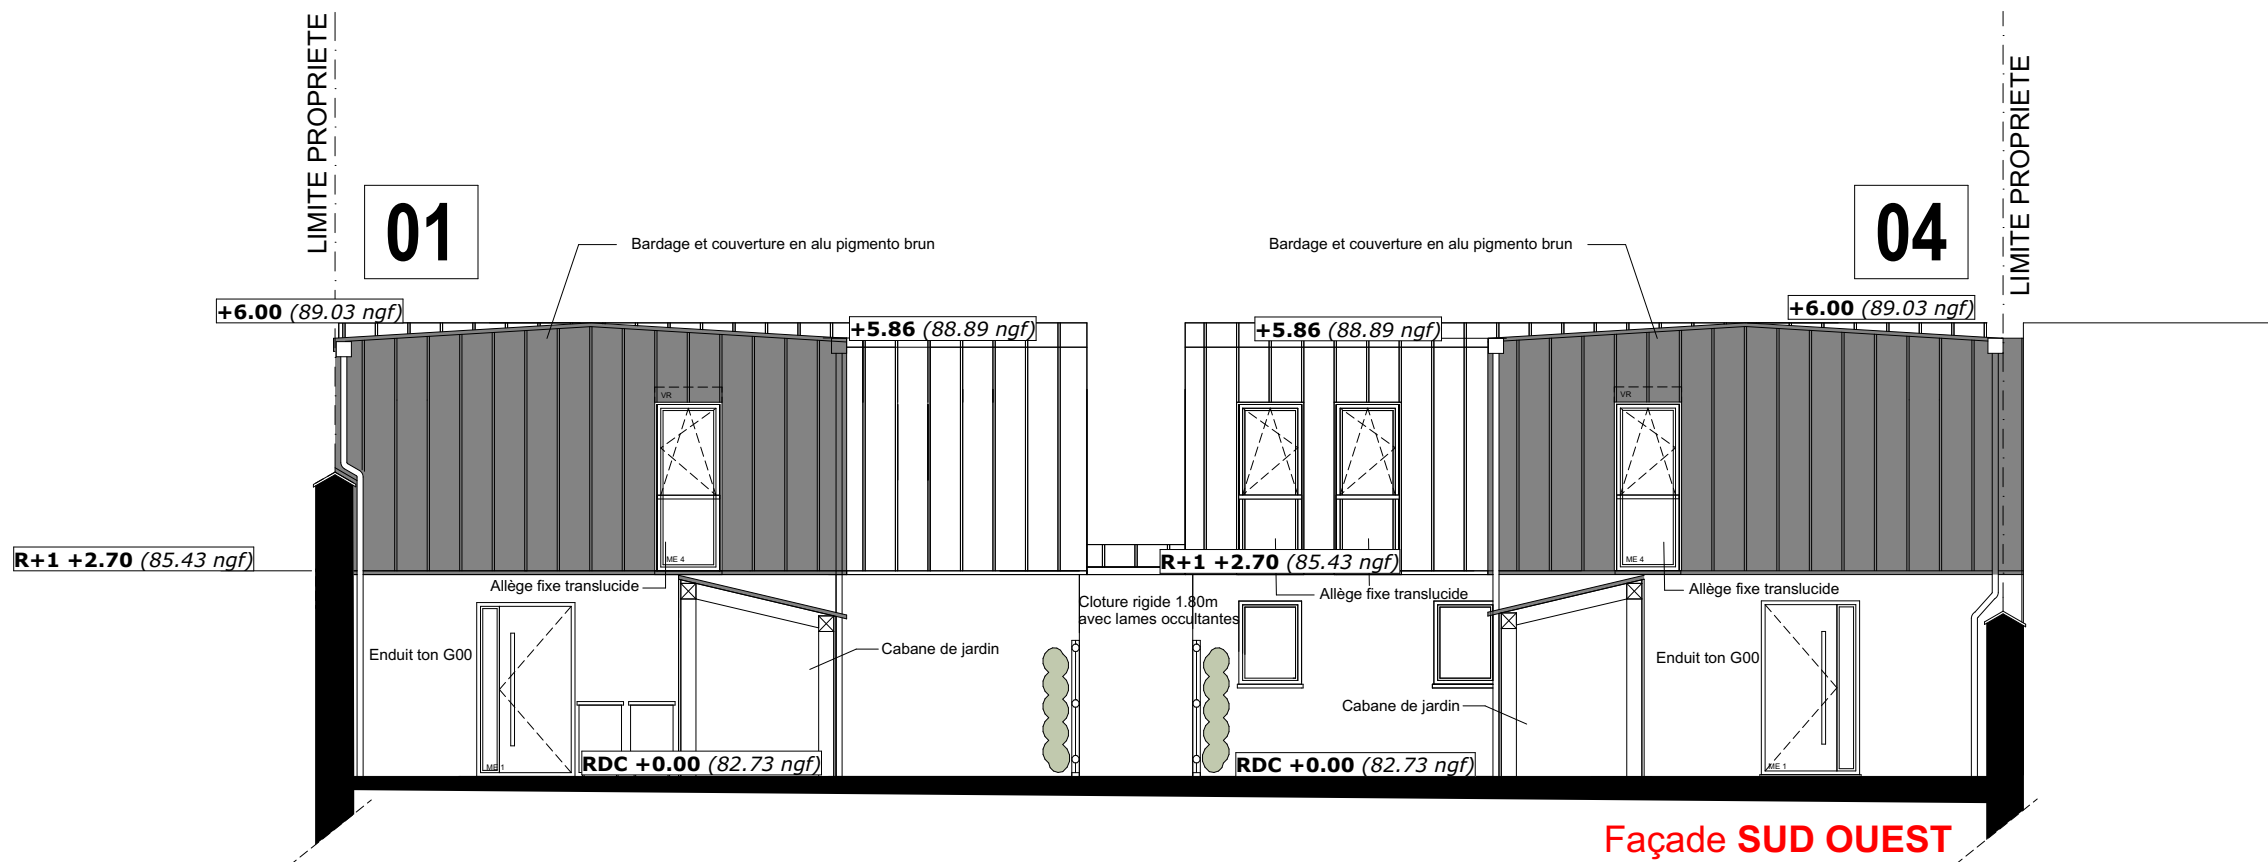 LIMITE PROPRIETE
LIMITE PROPRIETE
01
04
Bardage et couverture en alu pigmento brun
Bardage et couverture en alu pigmento brun
+6.00 (89.03 ngf)
+5.86 (88.89 ngf)
+5.86 (88.89 ngf)
+6.00 (89.03 ngf)
VR
VR
R+1 +2.70 (85.43 ngf)
ME 4
R+1 +2.70 (85.43 ngf)
ME 4
Allège fixe translucide
Allège fixe translucide
Allège fixe translucide
Cloture rigide 1.80m
avec lames occultantes
Enduit ton G00
Cabane de jardin
Enduit ton G00
Cabane de jardin
ME 1
RDC +0.00 (82.73 ngf)
RDC +0.00 (82.73 ngf)
ME 1
Façade SUD OUEST